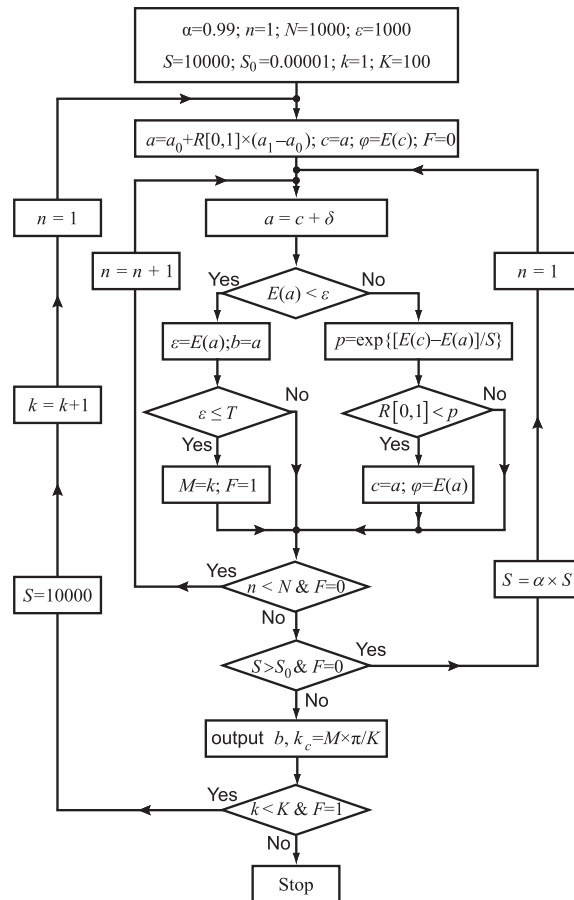 α=0.99; n=1; N=1000; ε=1000
S=10000; S₀=0.00001; k=1; K=100
a=a₀+R[0,1]×(a₁–a₀); c=a; φ=E(c); F=0
n = 1
a = c + δ
n = n + 1
n = 1
Yes
No
E(a) < ε
ε=E(a);b=a
p=exp{[E(c)–E(a)]/S}
k = k+1
ε ≤ T
No
R[0,1] < p
No
Yes
Yes
M=k; F=1
c=a; φ=E(a)
Yes
n < N & F=0
S=10000
S = α × S
No
Yes
S>S₀ & F=0
No
output b, k_c=M×π/K
Yes
k < K & F=1
No
Stop